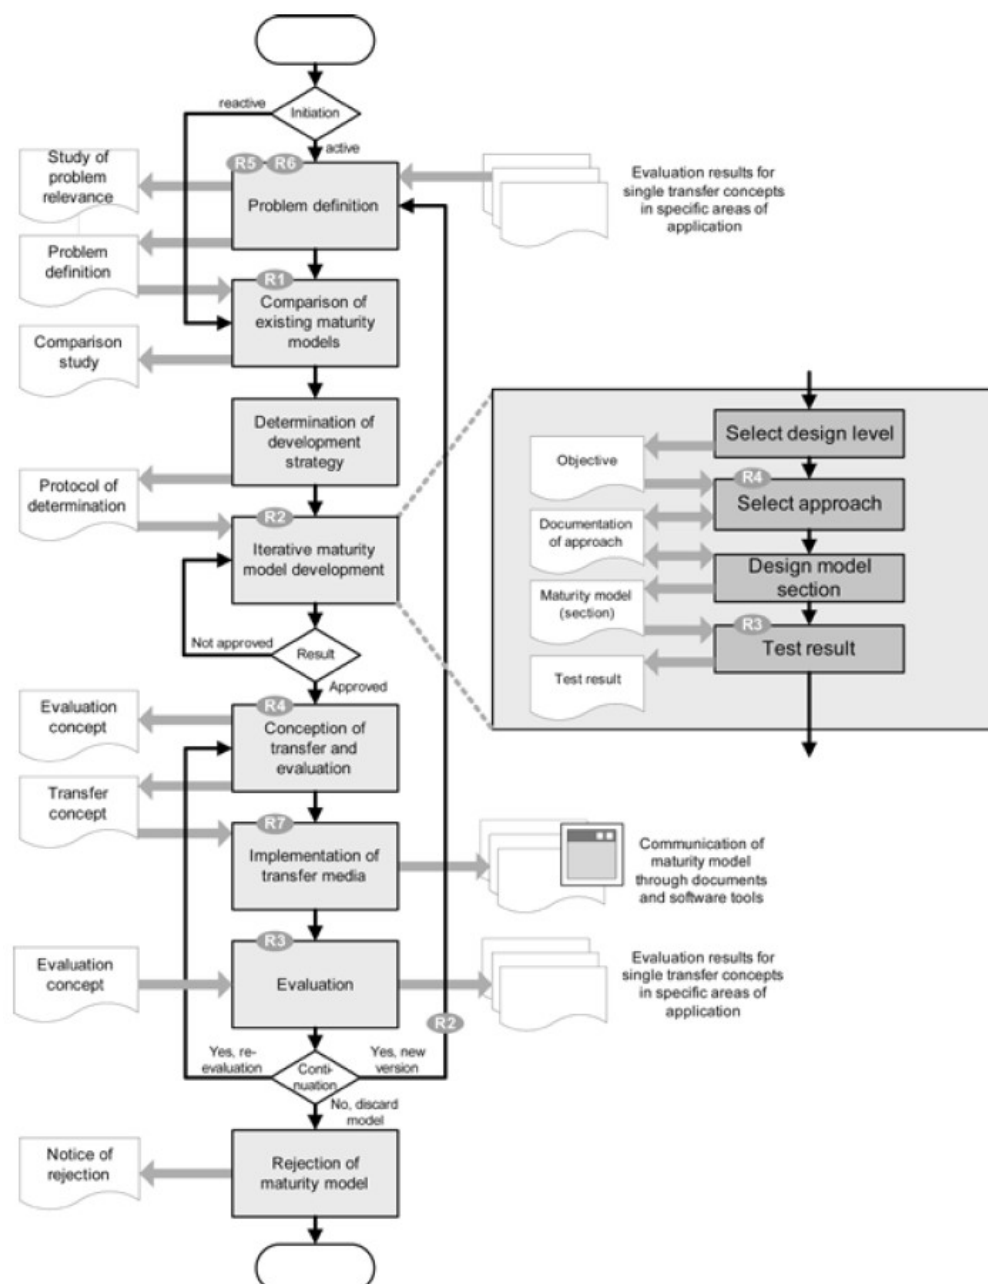 reactive
Initiation
active
R5
R6
Study of
problem
relevance
Problem definition
Evaluation results for
single transfer concepts
in specific areas of
application
Problem
definition
R1
Comparison of
existing maturity
models
Comparison
study
Determination of
development
strategy
Protocol of
determination
R2
Iterative maturity
model development
Not approved
Result
Approved
Select design level
Objective
R4
Select approach
Documentation
of approach
Design model
section
Maturity model
(section)
R3
Test result
Test result
R4
Evaluation
concept
Conception of
transfer and
evaluation
Transfer
concept
R7
Implementation of
transfer media
Communication of
maturity model
through documents
and software tools
R3
Evaluation
concept
Evaluation
Evaluation results for
single transfer concepts
in specific areas of
application
R2
Yes, re-
evaluation
Conti-
nuation
Yes, new
version
No, discard
model
Notice of
rejection
Rejection of
maturity model